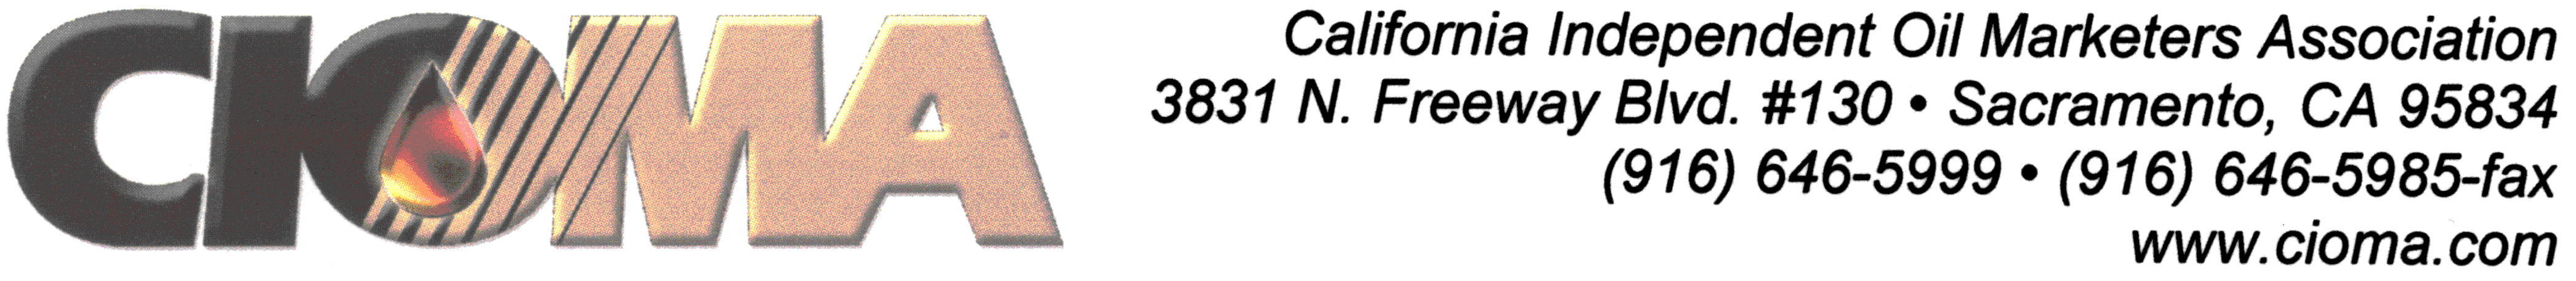 CIOMA
California Independent Oil Marketers Association
3831 N. Freeway Blvd. #130 • Sacramento, CA 95834
(916) 646-5999 • (916) 646-5985-fax
www.cioma.com